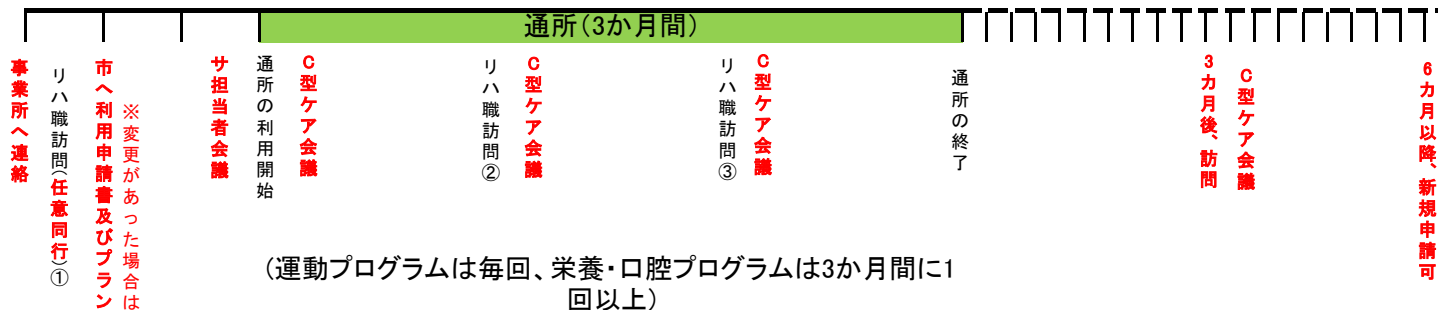 通所(3か月間)
事業所へ連絡
リハ職訪問(任意同行)①
市へ利用申請書及びプラン
※変更があった場合は
サ担当者会議
通所の利用開始
C型ケア会議
リハ職訪問②
C型ケア会議
リハ職訪問③
C型ケア会議
通所の終了
3カ月後、訪問
C型ケア会議
6カ月以降、新規申請可
(運動プログラムは毎回、栄養・口腔プログラムは3か月間に1
回以上)